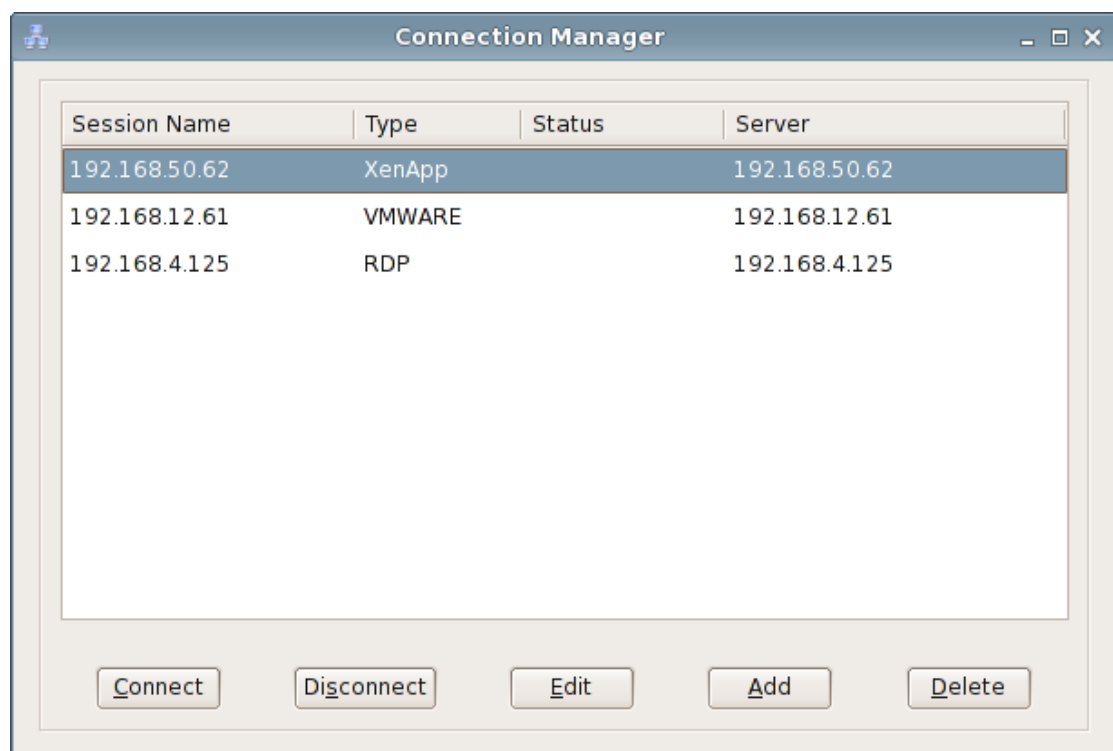 Connection Manager
Session Name Type Status Server
192.168.50.62 XenApp 192.168.50.62
192.168.12.61 VMWARE 192.168.12.61
192.168.4.125 RDP 192.168.4.125
Connect Disconnect Edit Add Delete